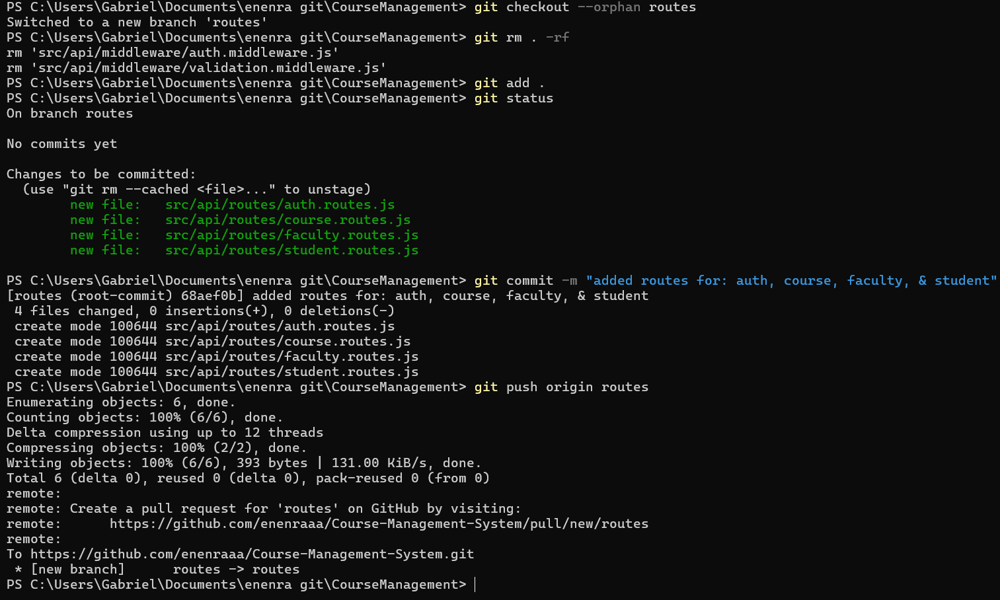 PS C:\Users\Gabriel\Documents\enenra git\CourseManagement> git checkout --orphan routes
Switched to a new branch 'routes'
PS C:\Users\Gabriel\Documents\enenra git\CourseManagement> git rm . -rf
rm 'src/api/middleware/auth.middleware.js'
rm 'src/api/middleware/validation.middleware.js'
PS C:\Users\Gabriel\Documents\enenra git\CourseManagement> git add .
PS C:\Users\Gabriel\Documents\enenra git\CourseManagement> git status
On branch routes

No commits yet

Changes to be committed:
  (use "git rm --cached <file>..." to unstage)
        new file:   src/api/routes/auth.routes.js
        new file:   src/api/routes/course.routes.js
        new file:   src/api/routes/faculty.routes.js
        new file:   src/api/routes/student.routes.js

PS C:\Users\Gabriel\Documents\enenra git\CourseManagement> git commit -m "added routes for: auth, course, faculty, & student"
[routes (root-commit) 68aef0b] added routes for: auth, course, faculty, & student
 4 files changed, 0 insertions(+), 0 deletions(-)
 create mode 100644 src/api/routes/auth.routes.js
 create mode 100644 src/api/routes/course.routes.js
 create mode 100644 src/api/routes/faculty.routes.js
 create mode 100644 src/api/routes/student.routes.js
PS C:\Users\Gabriel\Documents\enenra git\CourseManagement> git push origin routes
Enumerating objects: 6, done.
Counting objects: 100% (6/6), done.
Delta compression using up to 12 threads
Compressing objects: 100% (2/2), done.
Writing objects: 100% (6/6), 393 bytes | 131.00 KiB/s, done.
Total 6 (delta 0), reused 0 (delta 0), pack-reused 0 (from 0)
remote:
remote: Create a pull request for 'routes' on GitHub by visiting:
remote:      https://github.com/enenraaa/Course-Management-System/pull/new/routes
remote:
To https://github.com/enenraaa/Course-Management-System.git
 * [new branch]      routes -> routes
PS C:\Users\Gabriel\Documents\enenra git\CourseManagement>